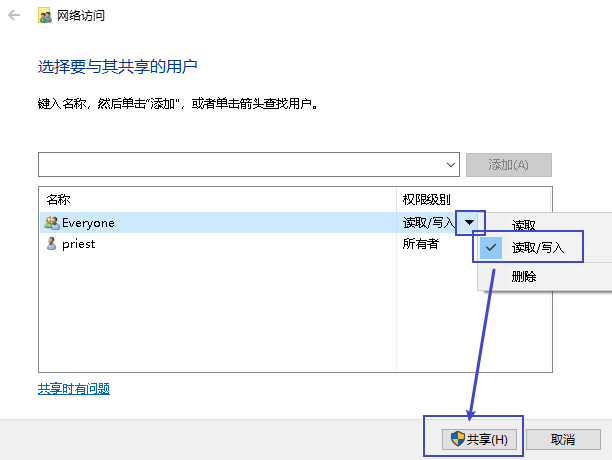 网络访问
选择要与其共享的用户
键入名称，然后单击"添加"，或者单击箭头查找用户。
添加(A)
名称 权限级别
Everyone 读取/写入
priest 所有者
读取
读取/写入
删除
共享时有问题
共享(H) 取消